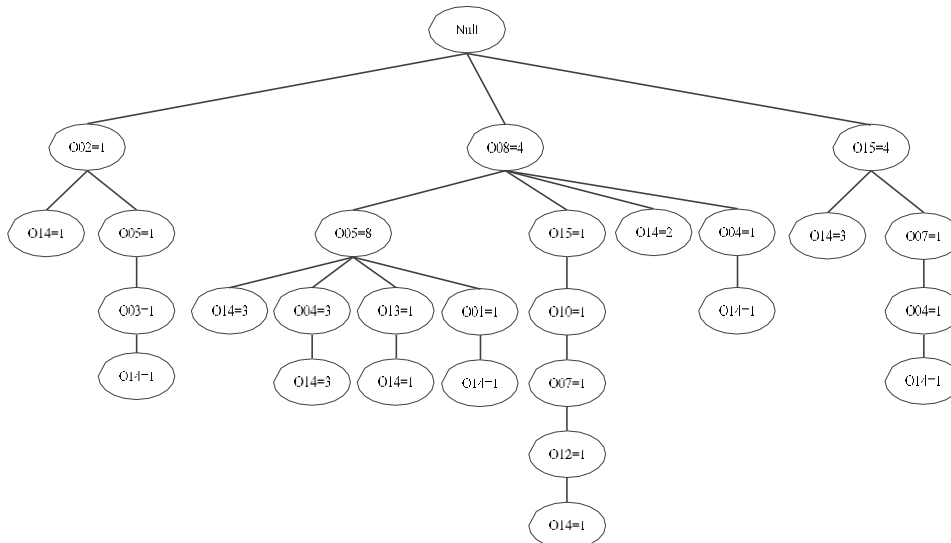 Null
O02=1
O08=4
O15=4
O14=1
O05=1
O05=8
O15=1
O14=2
O04=1
O14=3
O07=1
O03=1
O14=3
O04=3
O13=1
O01=1
O10=1
O14=1
O04=1
O14=1
O14=3
O14=1
O14=1
O07=1
O14=1
O12=1
O14=1